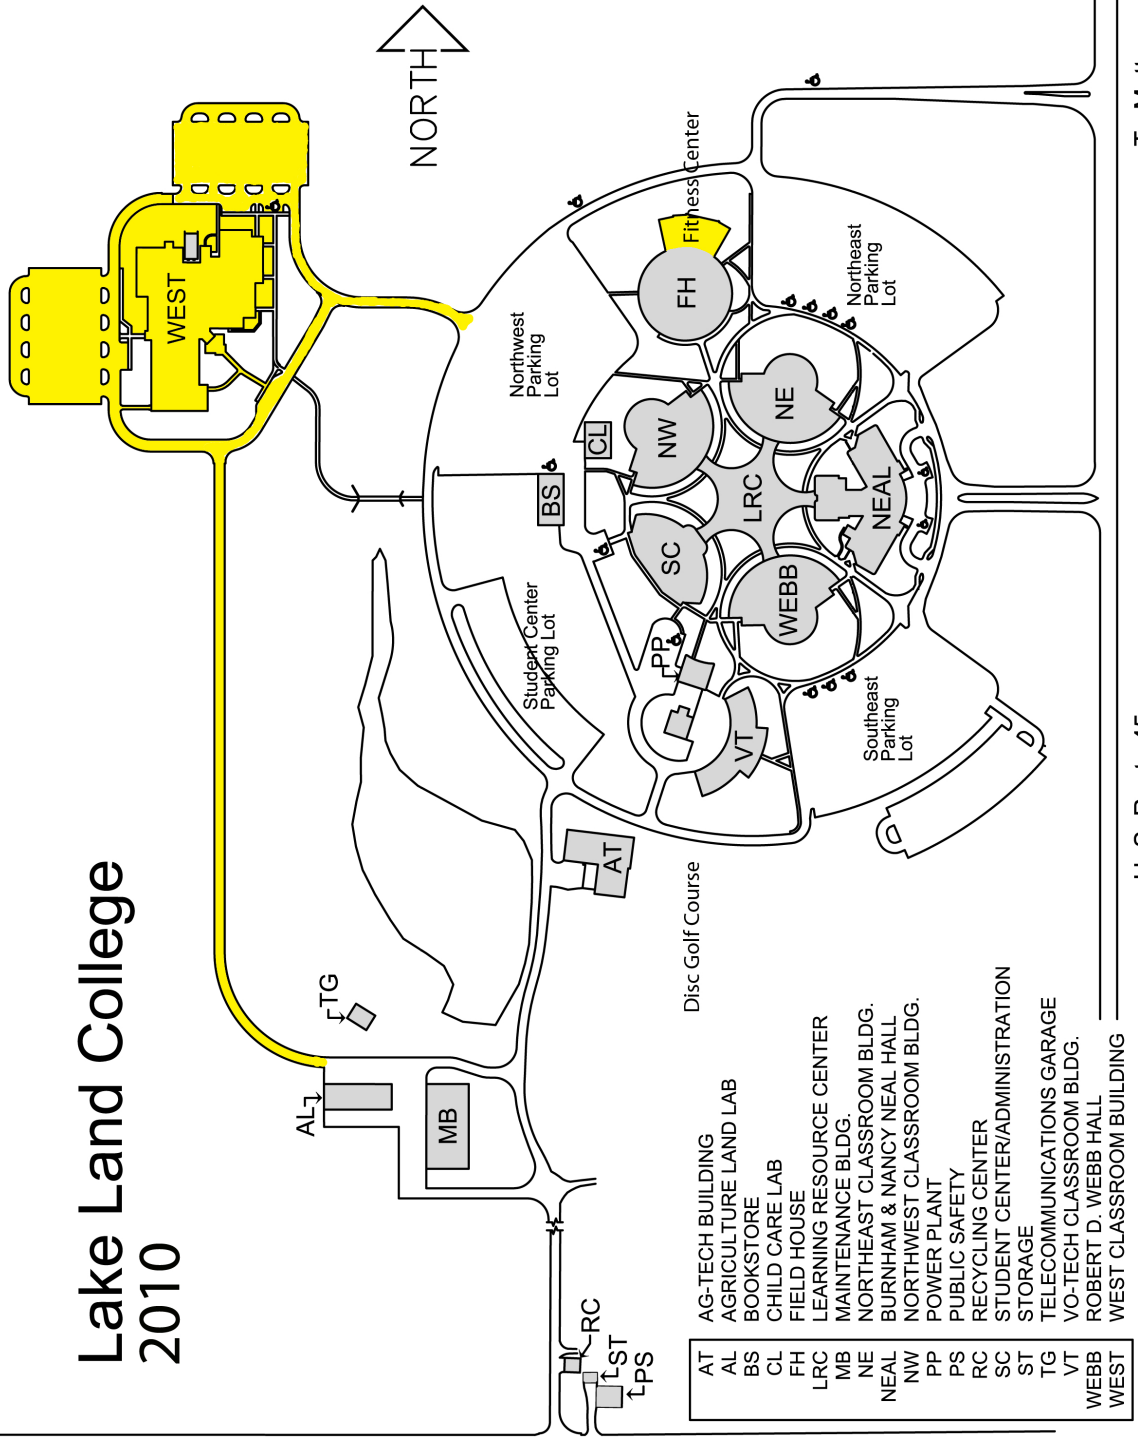 Lake Land College
2010
NORTH
WEST
Fitness Center
FH
Northwest
Parking
Lot
Northeast
Parking
Lot
CL
NW
NE
BS
LRC
NEAL
SC
WEBB
PP
Student Center
Parking Lot
VT
Southeast
Parking
Lot
AT
Disc Golf Course
TG
AL
MB
RC
ST
PS
AT AG-TECH BUILDING
AL AGRICULTURE LAND LAB
BS BOOKSTORE
CL CHILD CARE LAB
FH FIELD HOUSE
LRC LEARNING RESOURCE CENTER
MB MAINTENANCE BLDG.
NE NORTHEAST CLASSROOM BLDG.
NEAL BURNHAM & NANCY NEAL HALL
NW NORTHWEST CLASSROOM BLDG.
PP POWER PLANT
PS PUBLIC SAFETY
RC RECYCLING CENTER
SC STUDENT CENTER/ADMINISTRATION
ST STORAGE
TG TELECOMMUNICATIONS GARAGE
VT VO-TECH CLASSROOM BLDG.
WEBB ROBERT D. WEBB HALL
WEST WEST CLASSROOM BUILDING